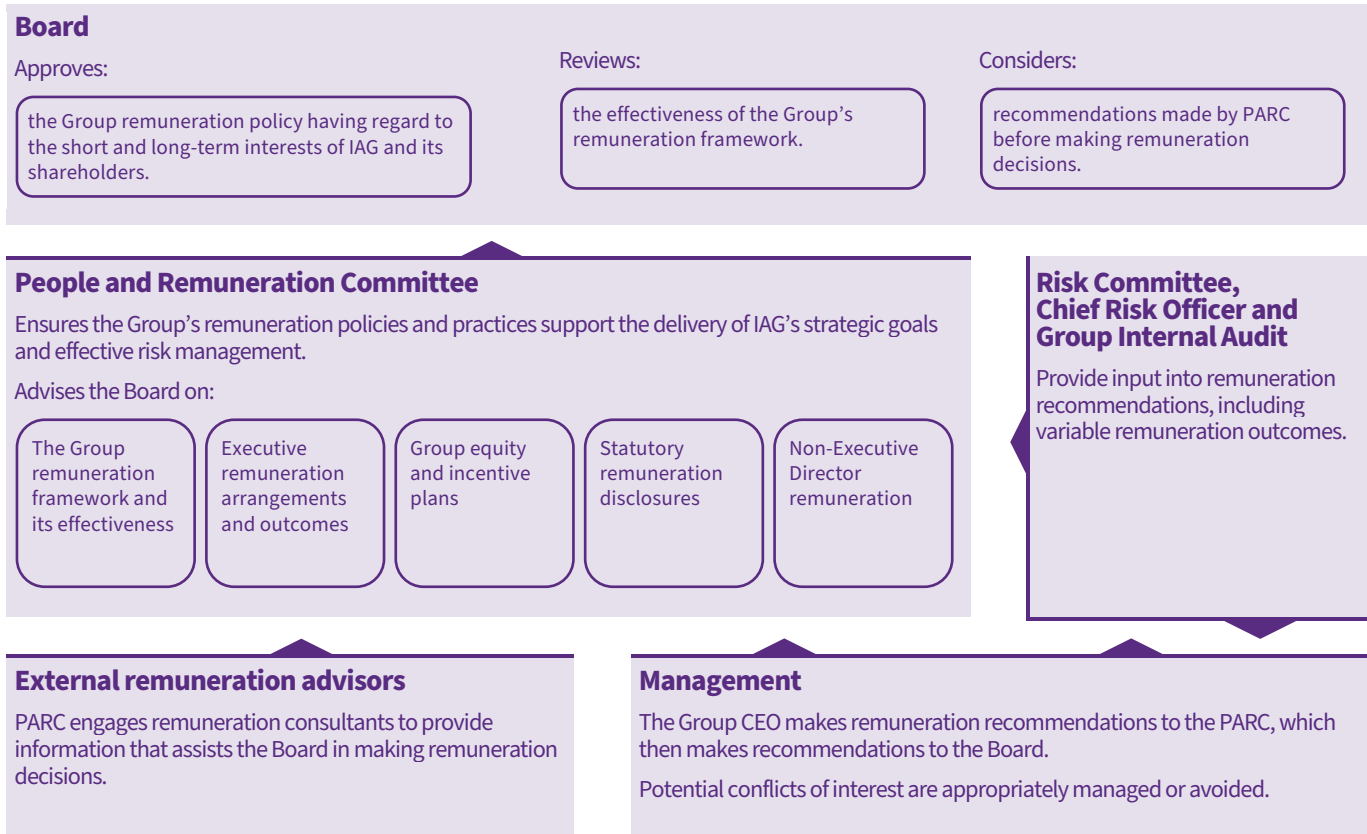 Board
Approves:
the Group remuneration policy having regard to
the short and long-term interests of IAG and its
shareholders.
Reviews:
the effectiveness of the Group’s
remuneration framework.
Considers:
recommendations made by PARC
before making remuneration
decisions.
People and Remuneration Committee
Ensures the Group’s remuneration policies and practices support the delivery of IAG’s strategic goals
and effective risk management.
Advises the Board on:
The Group
remuneration
framework and
its effectiveness
Executive
remuneration
arrangements
and outcomes
Group equity
and incentive
plans
Statutory
remuneration
disclosures
Non-Executive
Director
remuneration
Risk Committee,
Chief Risk Officer and
Group Internal Audit
Provide input into remuneration
recommendations, including
variable remuneration outcomes.
External remuneration advisors
PARC engages remuneration consultants to provide
information that assists the Board in making remuneration
decisions.
Management
The Group CEO makes remuneration recommendations to the PARC, which
then makes recommendations to the Board.
Potential conflicts of interest are appropriately managed or avoided.